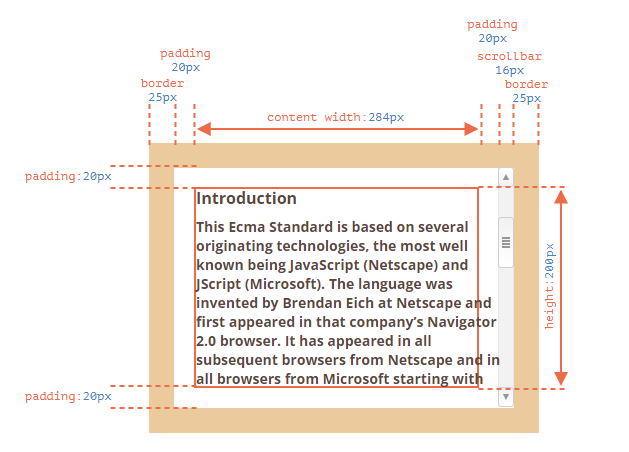 padding
20px
scrollbar
16px
padding
20px
border
25px
border
25px
content width:284px
padding:20px
Introduction
This Ecma Standard is based on several
originating technologies, the most well
known being JavaScript (Netscape) and
JScript (Microsoft). The language was
invented by Brendan Eich at Netscape and
first appeared in that company’s Navigator
2.0 browser. It has appeared in all
subsequent browsers from Netscape and in
all browsers from Microsoft starting with
height:200px
padding:20px